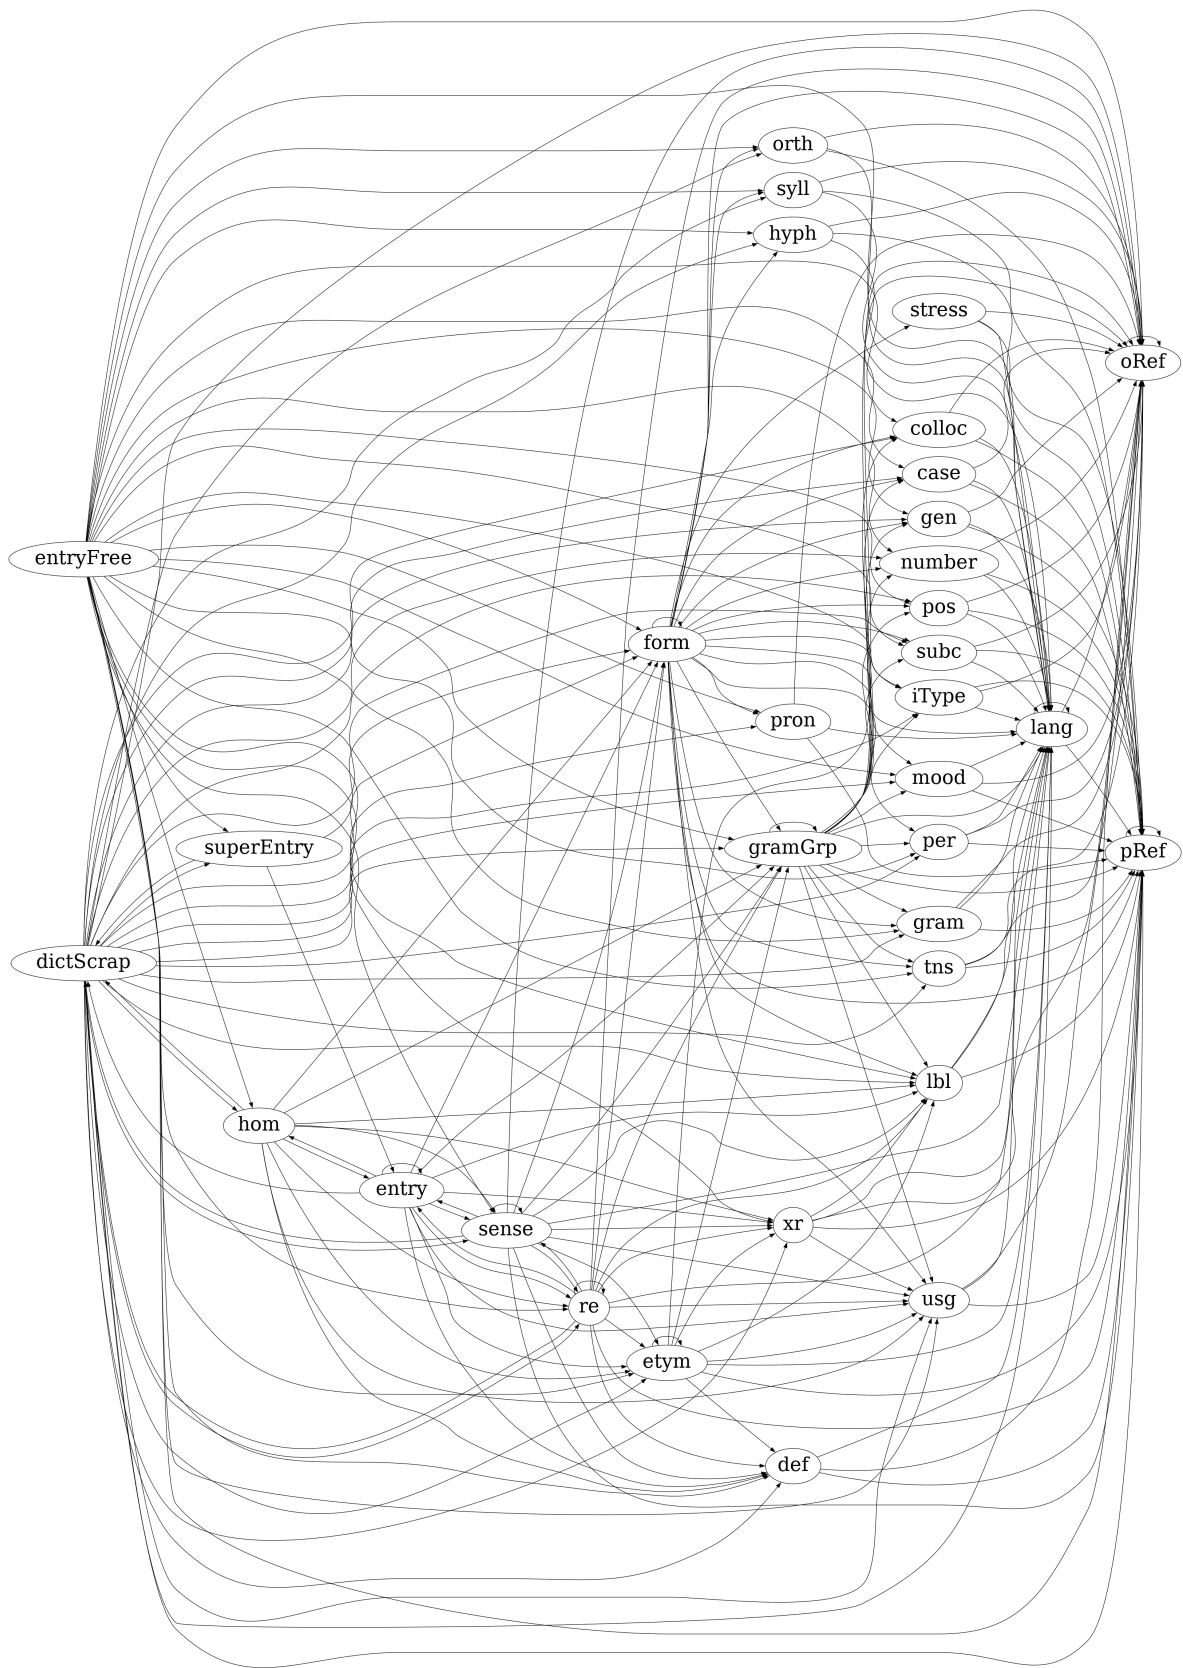 orth
syll
hyph
stress
oRef
colloc
case
gen
entryFree
number
pos
form
subc
iType
pron
lang
mood
superEntry
gramGrp
per
pRef
gram
dictScrap
tns
lbl
hom
entry
sense
xr
re
usg
etym
def